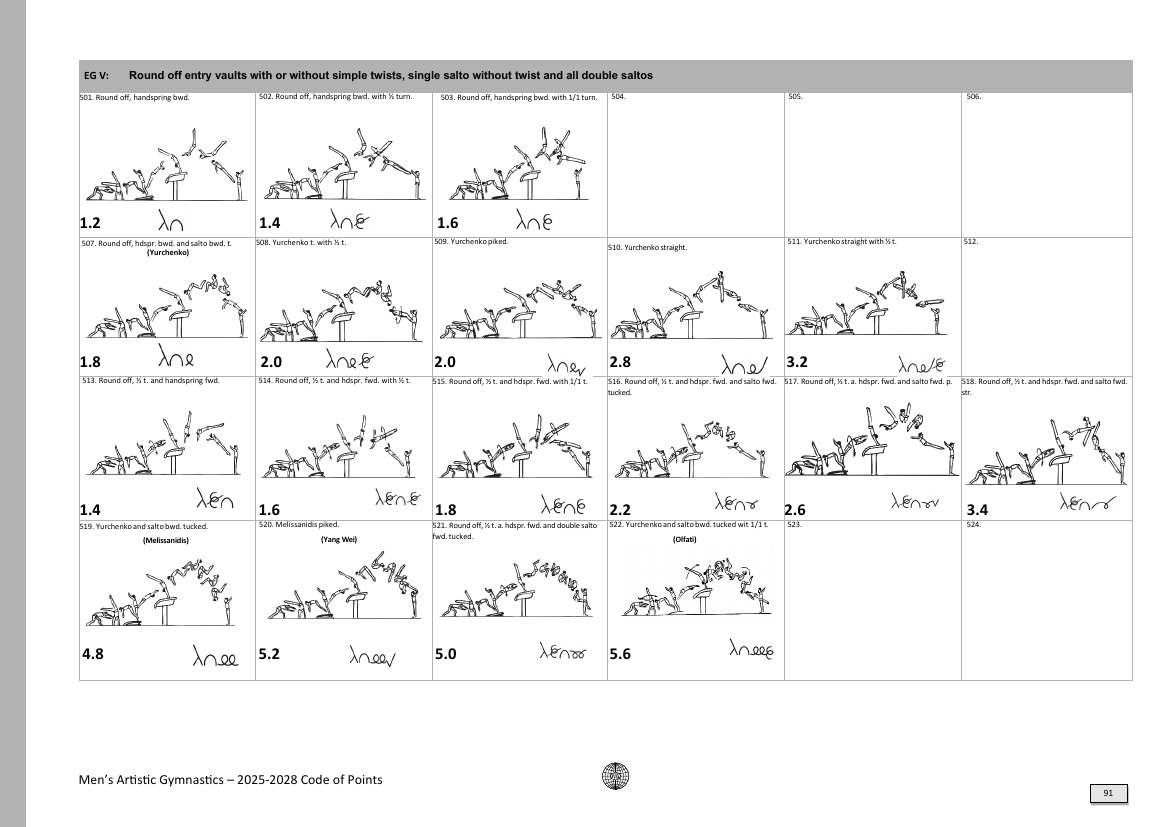 EG V: Round off entry vaults with or without simple twists, single salto without twist and all double saltos
501. Round off, handspring bwd.
1.2
502. Round off, handspring bwd. with ½ turn.
1.4
503. Round off, handspring bwd. with 1/1 turn.
1.6
504.
505.
506.
507. Round off, hdspr. bwd. and salto bwd. t.
(Yurchenko)
1.8
508. Yurchenko t. with ½ t.
2.0
509. Yurchenko piked.
2.0
510. Yurchenko straight.
2.8
511. Yurchenko straight with ½ t.
3.2
512.
513. Round off, ½ t. and handspring fwd.
1.4
514. Round off, ½ t. and hdspr. fwd. with ½ t.
1.6
515. Round off, ½ t. and hdspr. fwd. with 1/1 t.
1.8
516. Round off, ½ t. and hdspr. fwd. and salto fwd.
tucked.
2.2
517. Round off, ½ t. a. hdspr. fwd. and salto fwd. p.
2.6
518. Round off, ½ t. and hdspr. fwd. and salto fwd.
str.
3.4
519. Yurchenko and salto bwd. tucked.
(Melissanidis)
4.8
520. Melissanidis piked.
(Yang Wei)
5.2
521. Round off, ½ t. a. hdspr. fwd. and double salto
fwd. tucked.
5.0
522. Yurchenko and salto bwd. tucked wit 1/1 t.
(Olfati)
5.6
523.
524.
Men's Artistic Gymnastics – 2025-2028 Code of Points
91